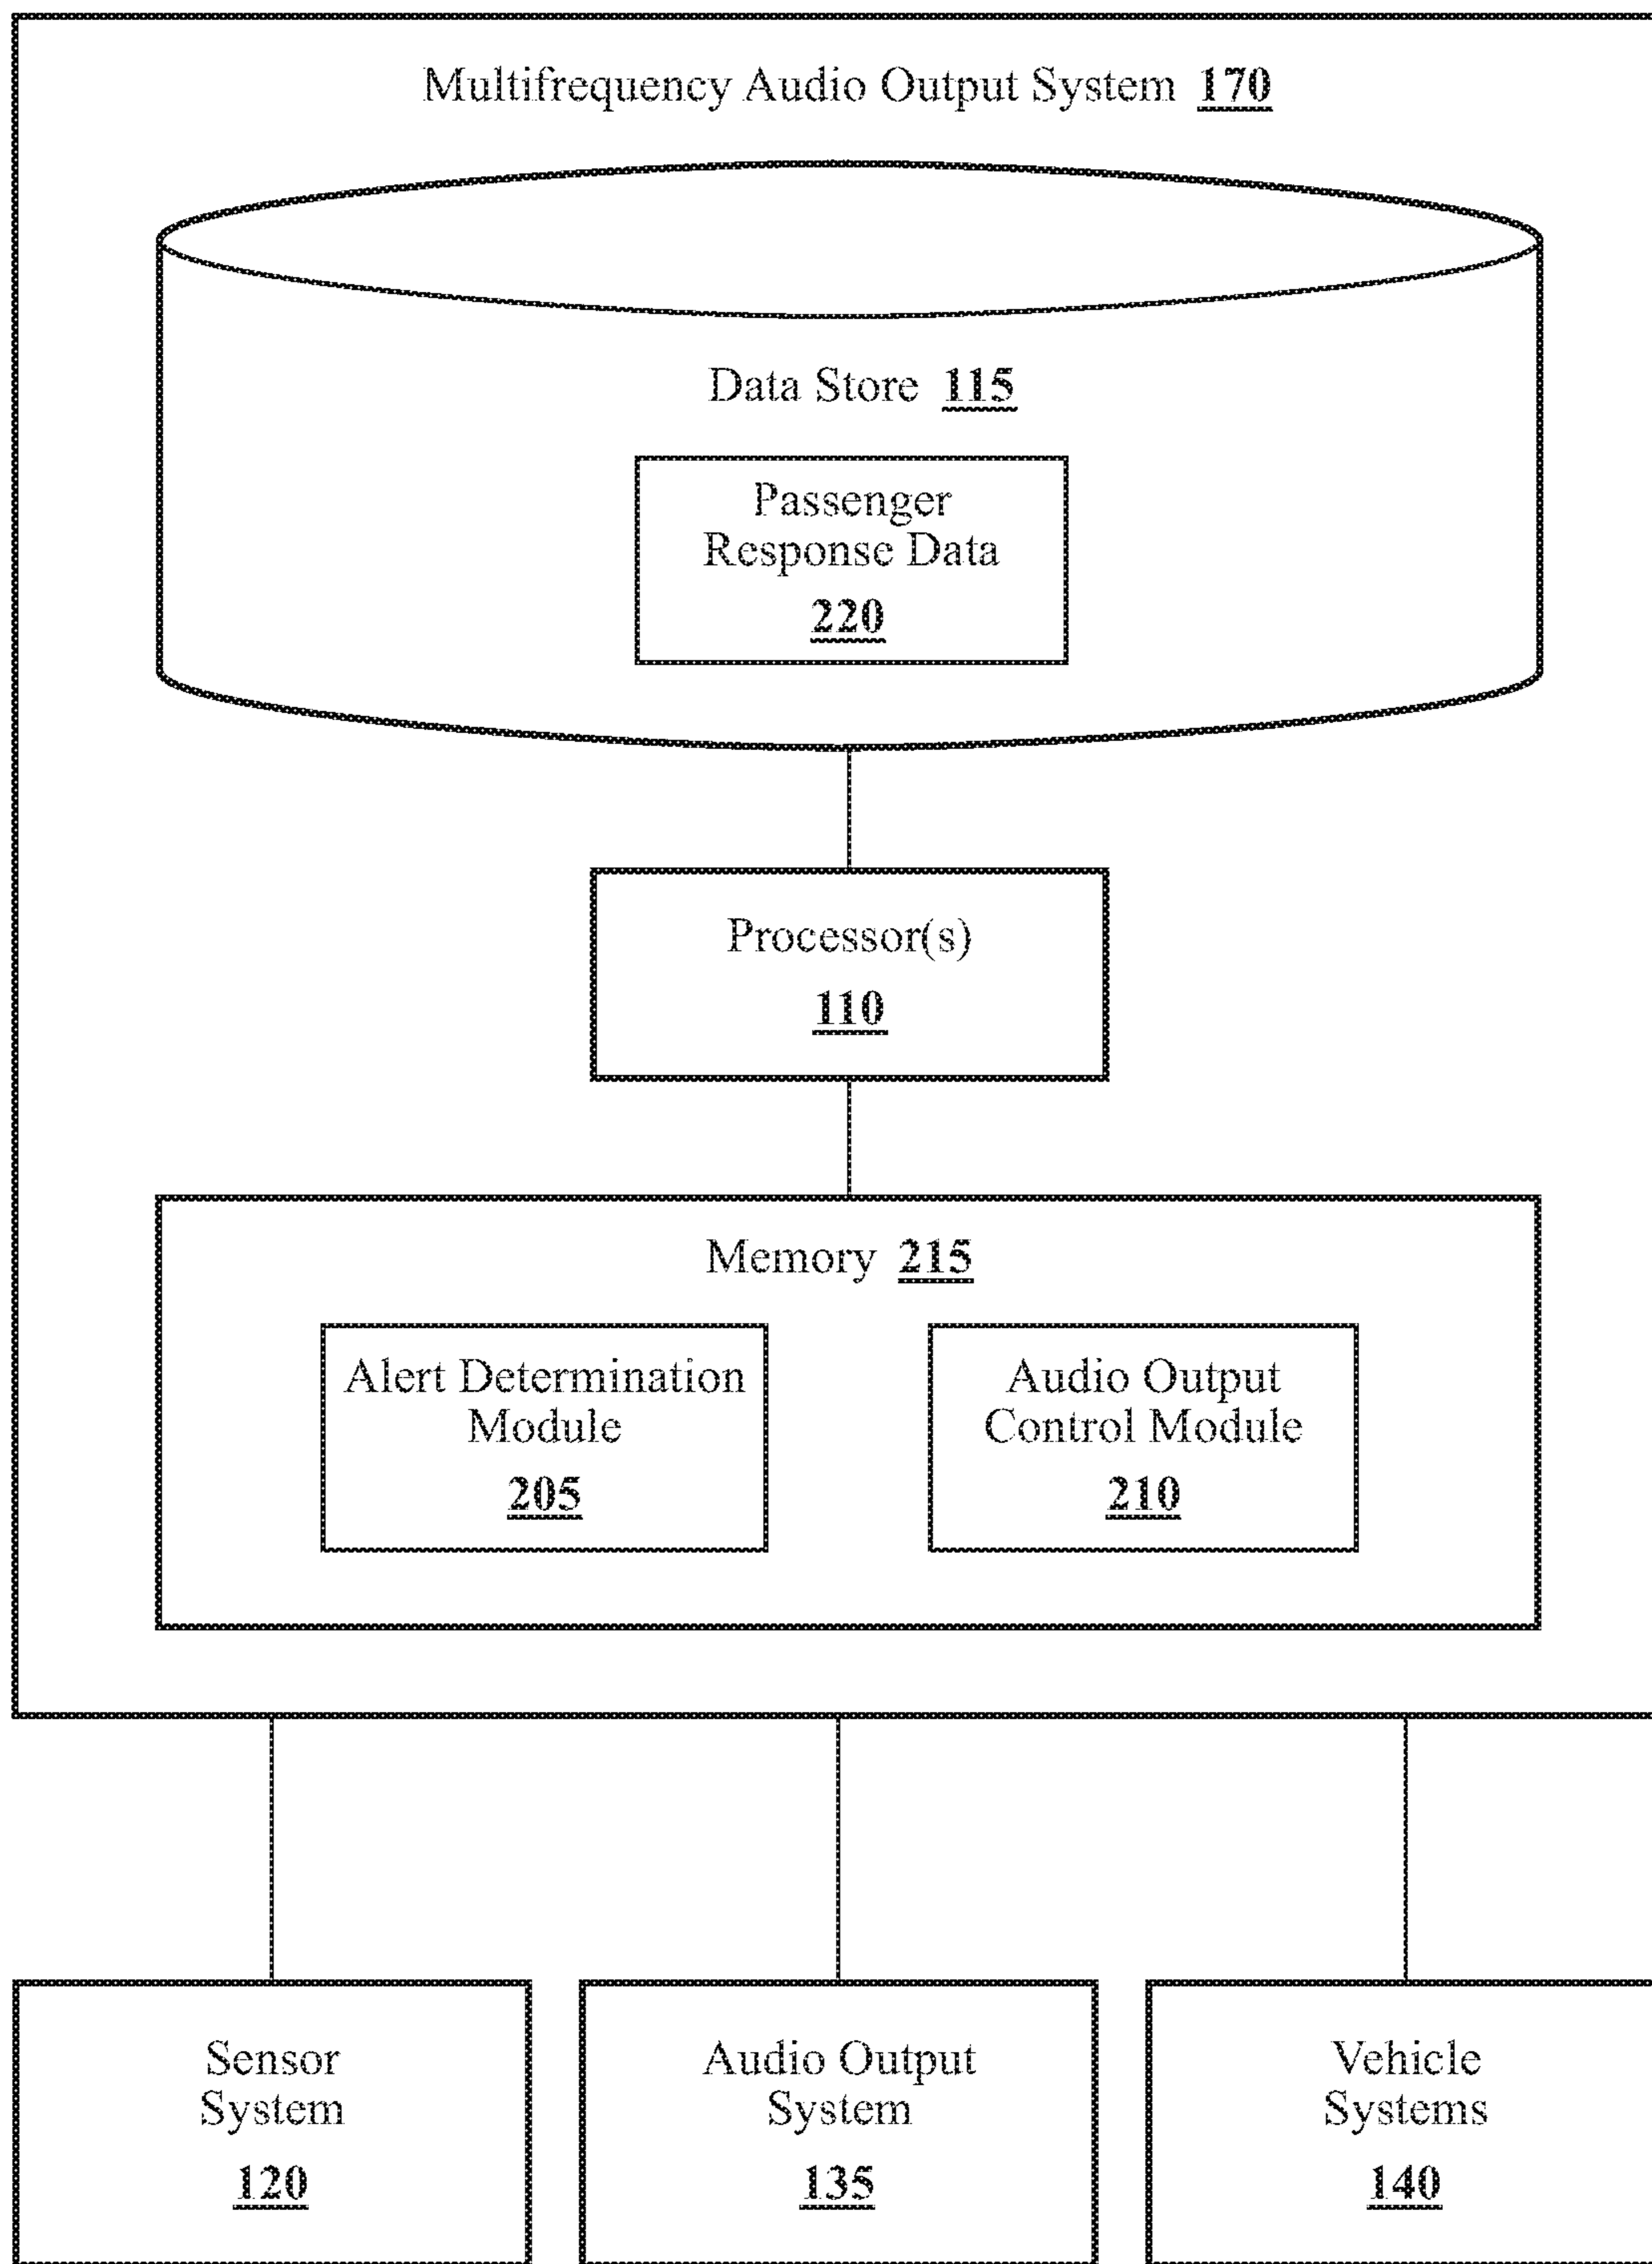 Multifrequency Audio Output System 170
Data Store 115
Passenger
Response Data
220
Processor(s)
110
Memory 215
Alert Determination
Module
205
Audio Output
Control Module
210
Sensor
System
120
Audio Output
System
135
Vehicle
Systems
140